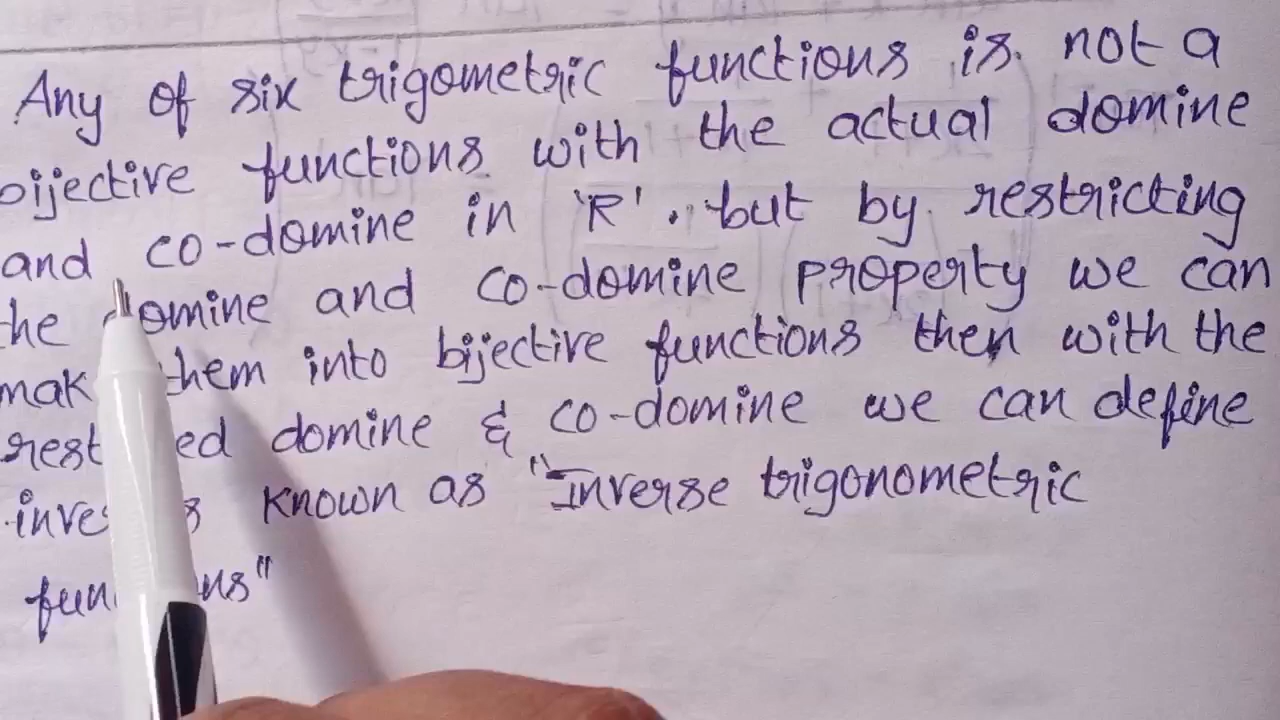 Any of six trigometric functions is not a
bijective functions with the actual domine
and co-domine in 'R'. but by restricting
the domine and co-domine property we can
make them into bijective functions then with the
domine & co-domine we can define
known as "Inverse trigonometric
functions"